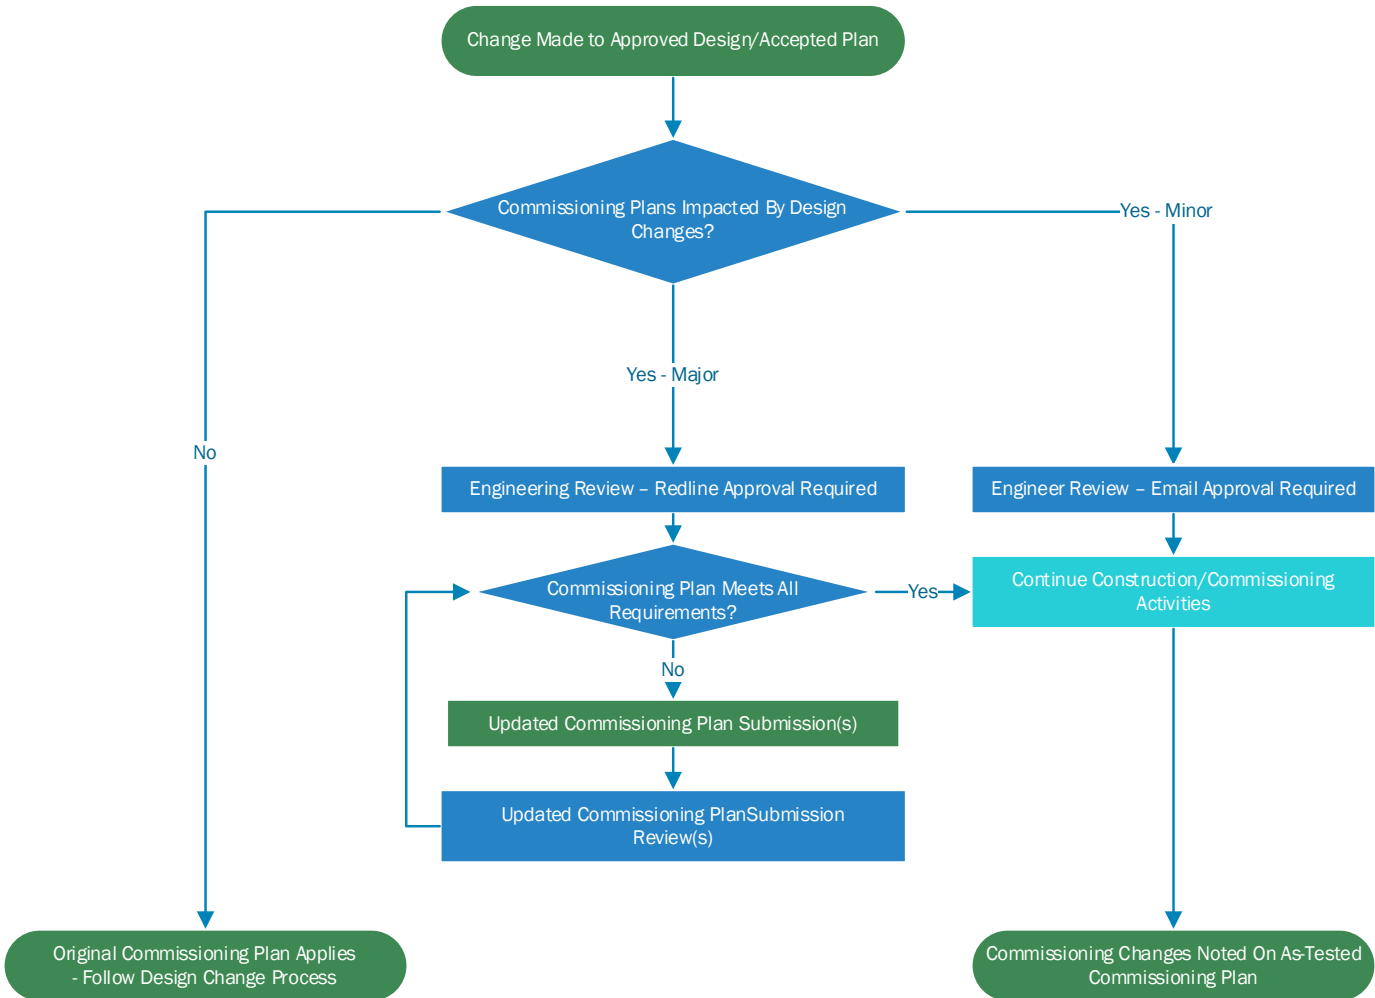 Change Made to Approved Design/Accepted Plan
Commissioning Plans Impacted By Design
Changes?
Yes - Minor
Yes - Major
No
Engineering Review – Redline Approval Required
Engineer Review – Email Approval Required
Commissioning Plan Meets All
Requirements?
Yes
Continue Construction/Commissioning
Activities
No
Updated Commissioning Plan Submission(s)
Updated Commissioning PlanSubmission
Review(s)
Original Commissioning Plan Applies
- Follow Design Change Process
Commissioning Changes Noted On As-Tested
Commissioning Plan